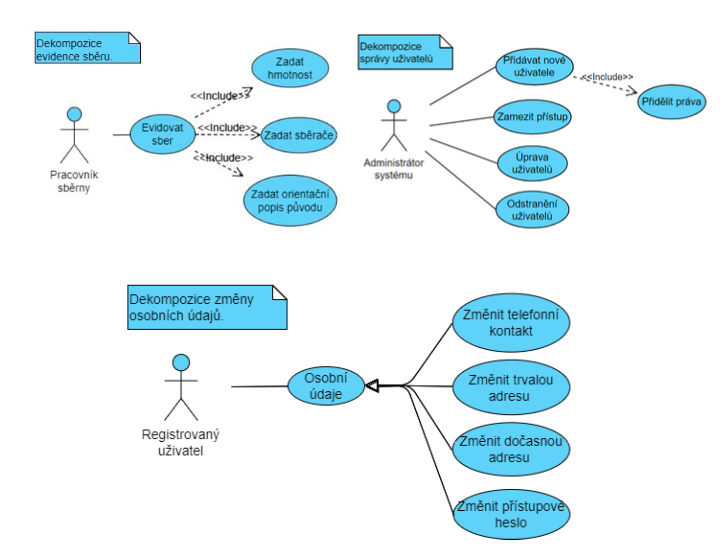 Dekompozice
evidence sběru.
Zadat
hmotnost
<<Include>>
Evidovat
sber
<<Include>>
Zadat sběrače
<<Include>>
Pracovník
sběrny
Zadat orientační
popis původu
Dekompozice
správy uživatelů
Přidávat nové
uživatele
<<Include>>
Přidělit práva
Zamezit přístup
Administrátor
systému
Úprava
uživatelů
Odstranění
uživatelů
Dekompozice změny
osobních údajů.
Změnit telefonní
kontakt
Osobní
údaje
Změnit trvalou
adresu
Registrovaný
uživatel
Změnit dočasnou
adresu
Změnit přístupové
heslo